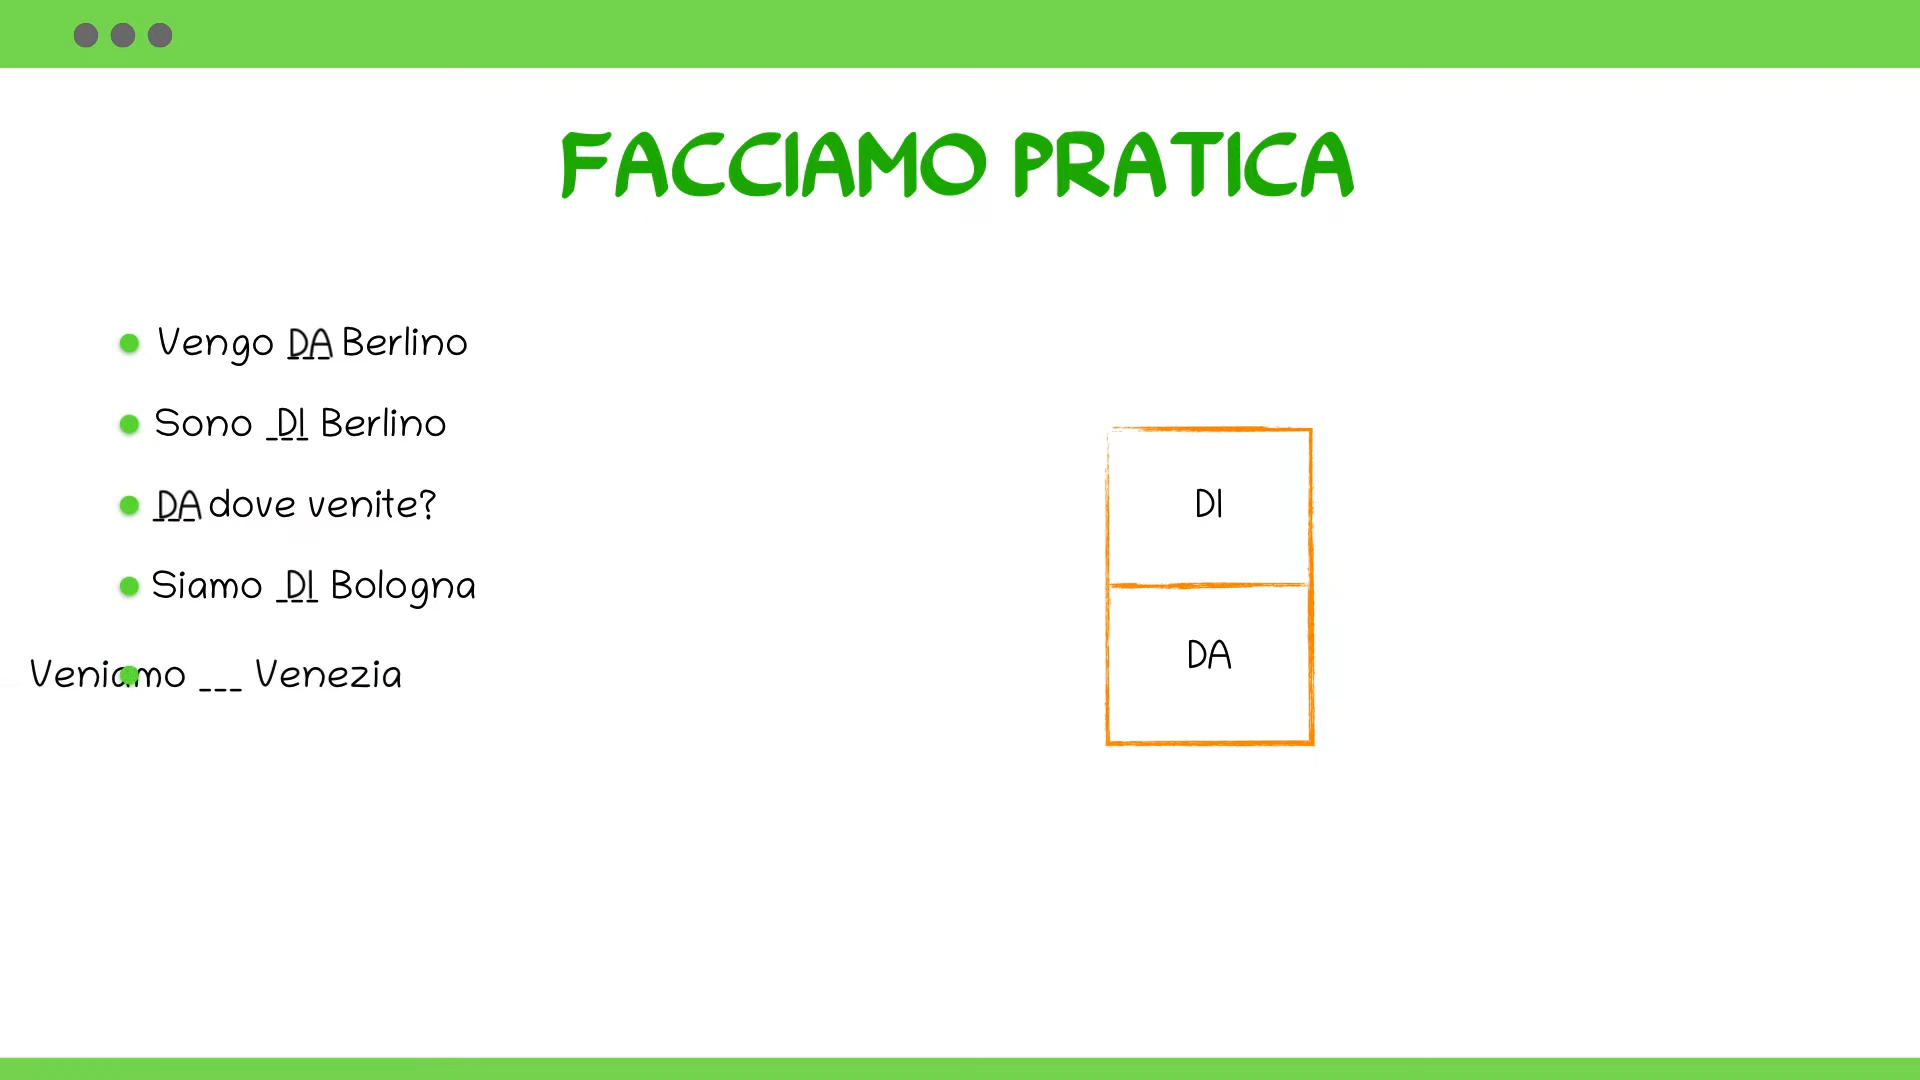 FACCIAMO PRATICA
Vengo DA Berlino
Sono DI Berlino
DA dove venite?
Siamo DI Bologna
Veniamo ___ Venezia
DI
DA